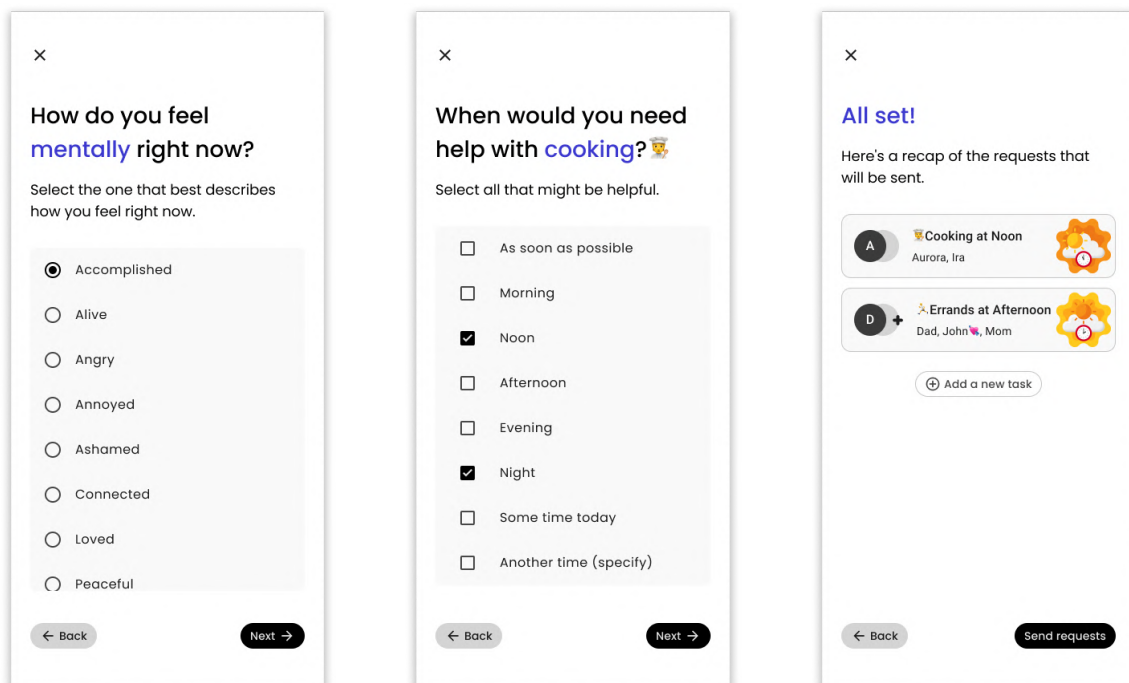 How do you feel
mentally right now?
Select the one that best describes
how you feel right now.
Accomplished
Alive
Angry
Annoyed
Ashamed
Connected
Loved
Peaceful
← Back
Next →
When would you need
help with cooking?👨‍🍳
Select all that might be helpful.
As soon as possible
Morning
Noon
Afternoon
Evening
Night
Some time today
Another time (specify)
← Back
Next →
All set!
Here's a recap of the requests that
will be sent.
A
👨‍🍳Cooking at Noon
Aurora, Ira
D
🏃Errands at Afternoon
Dad, John💘, Mom
Add a new task
← Back
Send requests